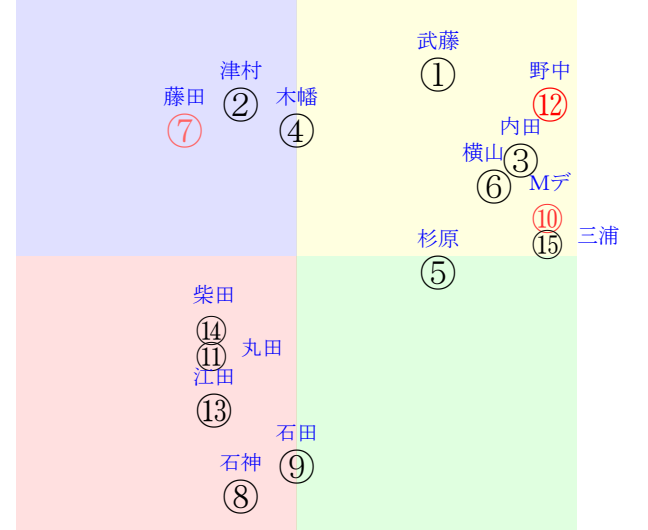 武藤
①
津村
②
野中
⑫
藤田
⑦
木幡
④
内田
③
横山
⑥
Mデ
⑩
三浦
⑮
杉原
⑤
柴田
⑭
丸田
⑪
江田
⑬
石田
⑨
石神
⑧